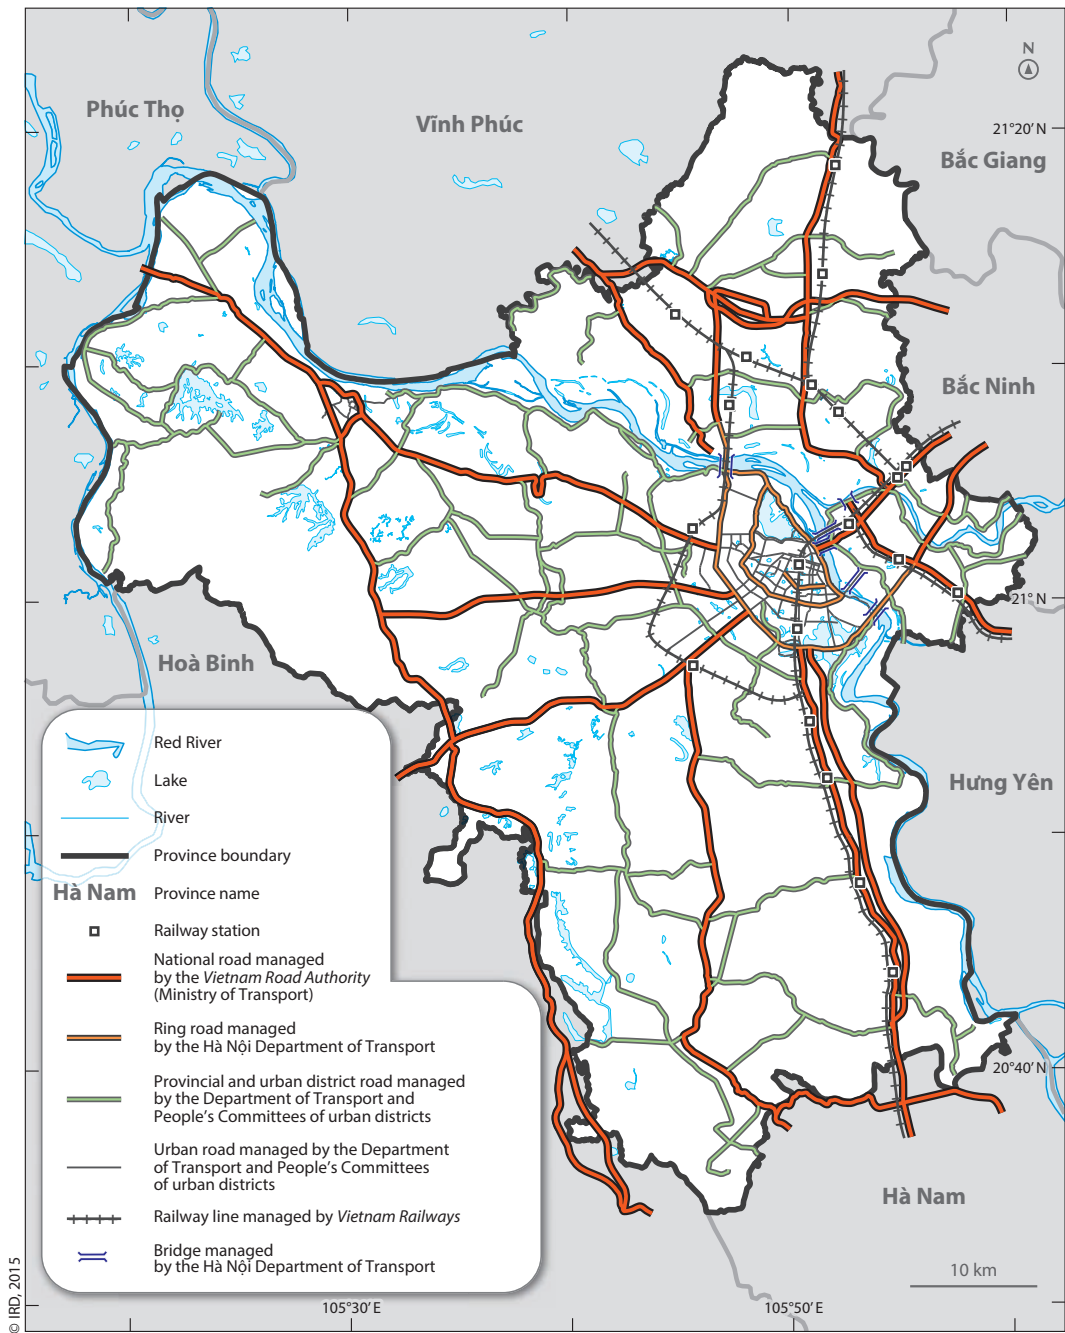 N
Phúc Thọ
Vĩnh Phúc
21°20' N
Bắc Giang
Bắc Ninh
21° N
Hoà Binh
Hưng Yên
Red River
Lake
River
Province boundary
Hà Nam
Province name
Railway station
National road managed
by the Vietnam Road Authority
(Ministry of Transport)
Ring road managed
by the Hà Nội Department of Transport
20°40' N
Provincial and urban district road managed
by the Department of Transport and
People's Committees of urban districts
Urban road managed by the Department
of Transport and People's Committees
of urban districts
Hà Nam
Railway line managed by Vietnam Railways
Bridge managed
by the Hà Nội Department of Transport
10 km
105°30' E
105°50' E
© IRD, 2015